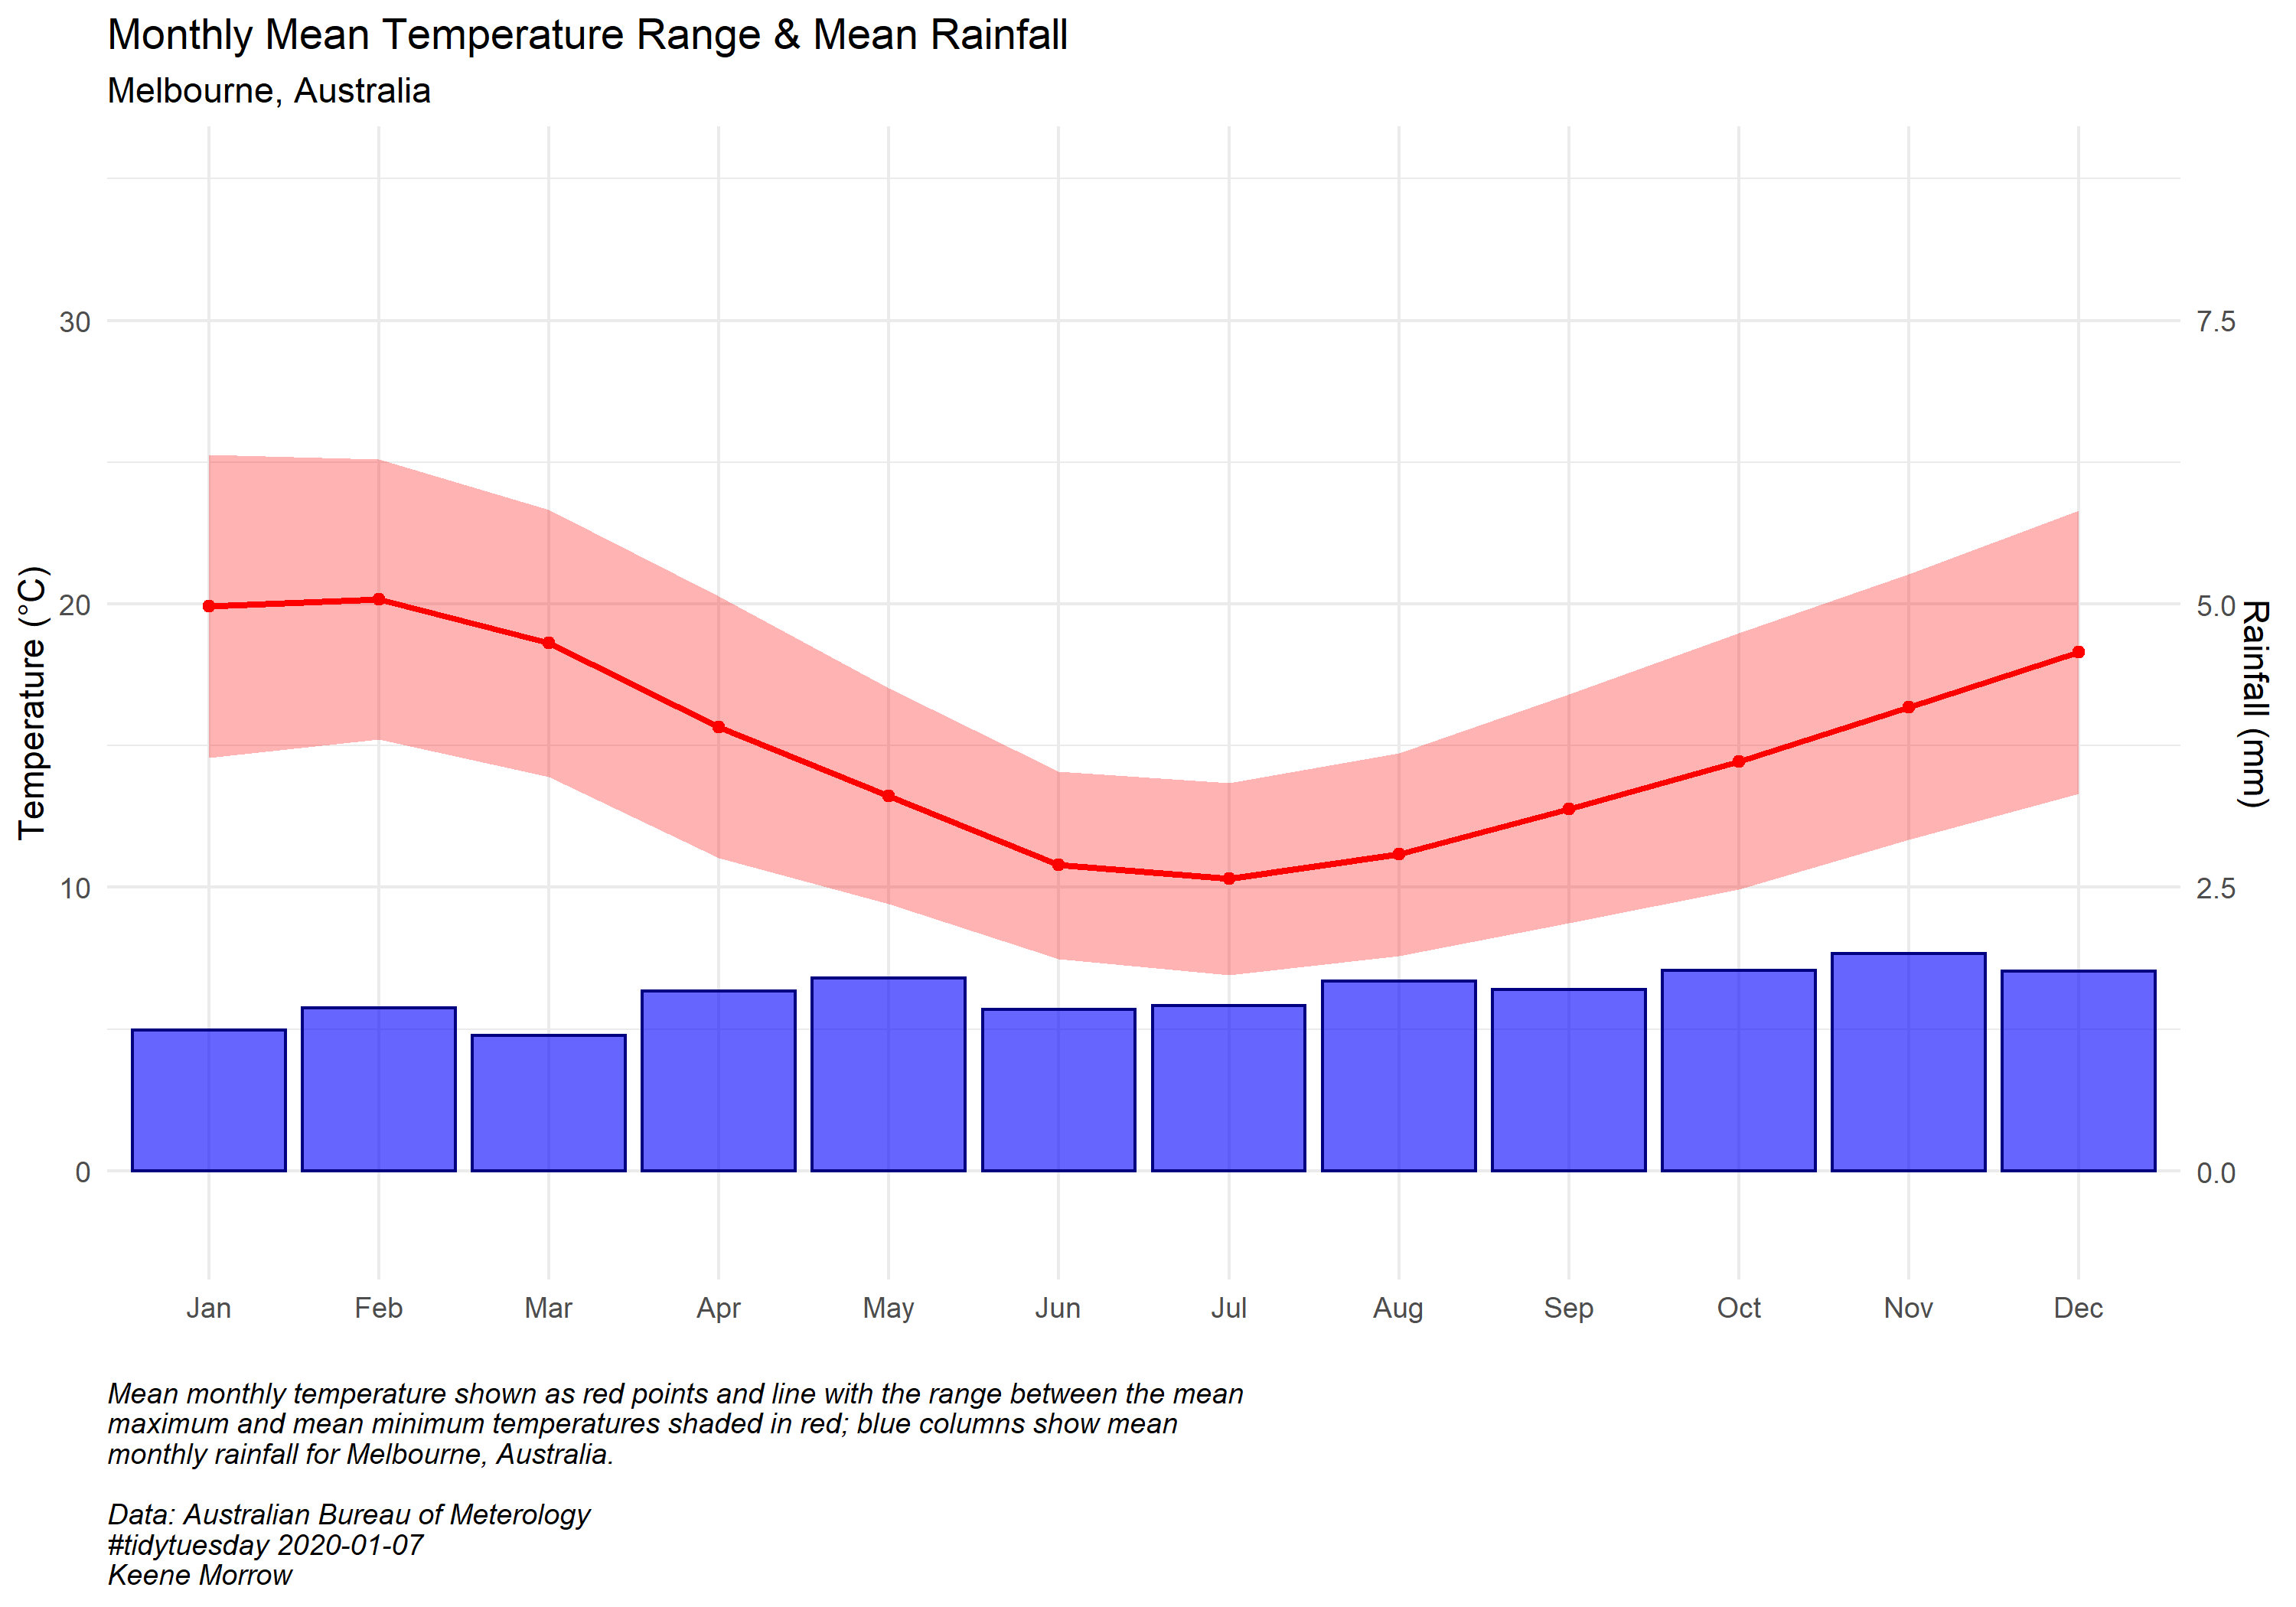 Monthly Mean Temperature Range & Mean Rainfall
Melbourne, Australia
Temperature (°C)
30
20
10
0
7.5
5.0
2.5
0.0
Rainfall (mm)
Jan Feb Mar Apr May Jun Jul Aug Sep Oct Nov Dec
Mean monthly temperature shown as red points and line with the range between the mean
maximum and mean minimum temperatures shaded in red; blue columns show mean
monthly rainfall for Melbourne, Australia.
Data: Australian Bureau of Meterology
#tidytuesday 2020-01-07
Keene Morrow